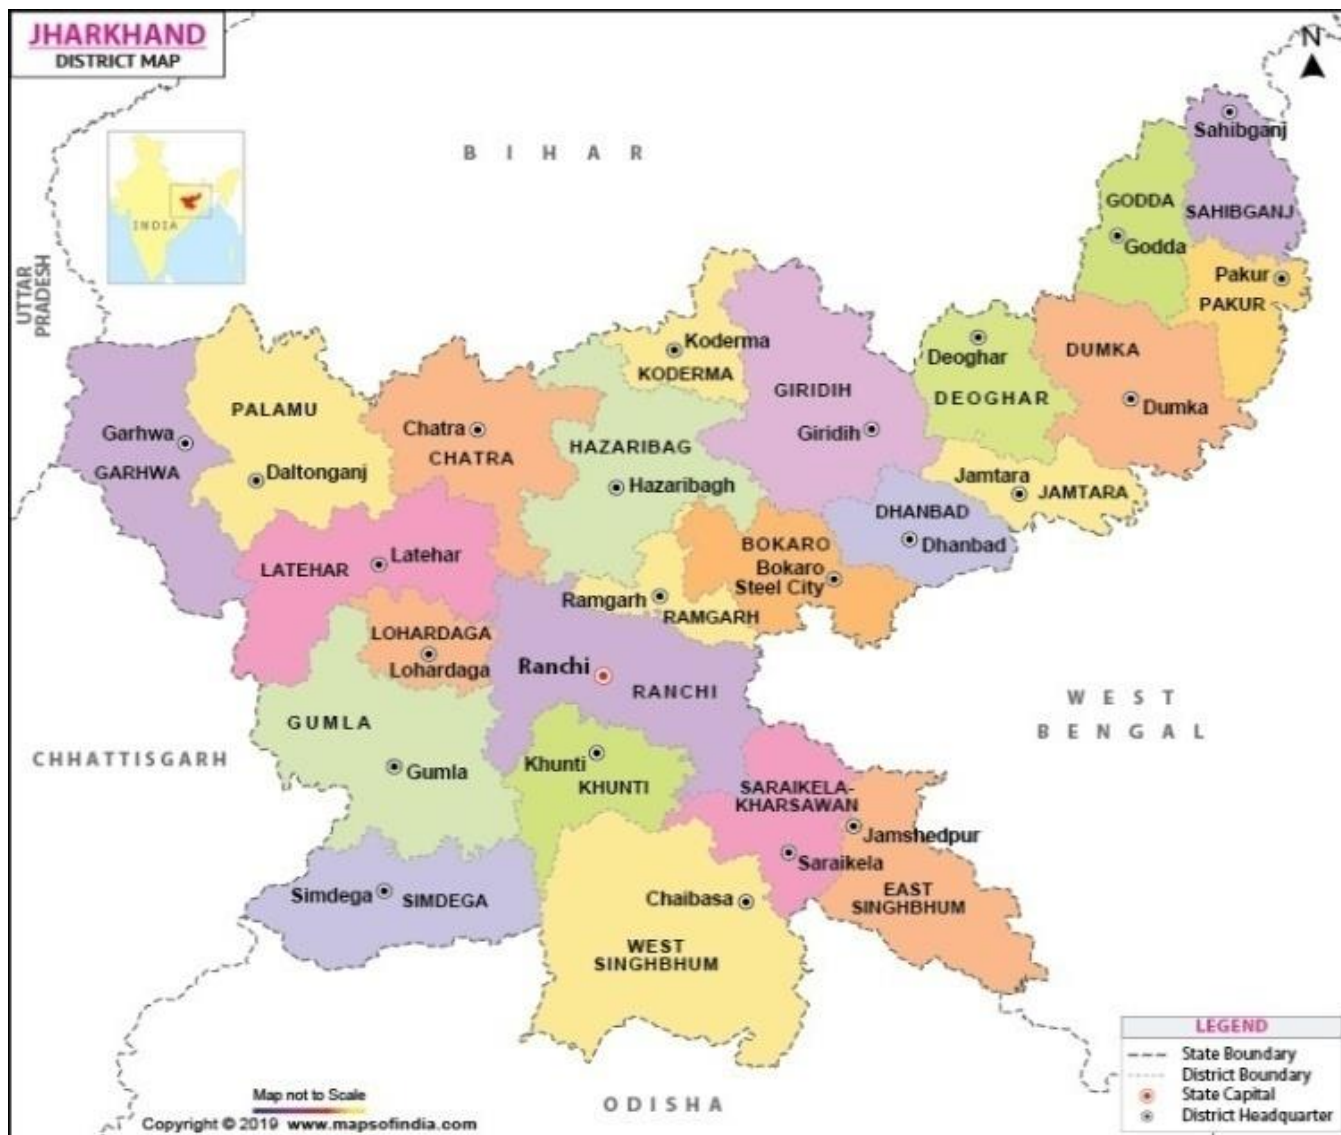 JHARKHAND
DISTRICT MAP
N
BIHAR
INDIA
UTTAR
PRADESH
Sahibganj
SAHIBGANJ
GODDA
Godda
Pakur
PAKUR
Koderma
KODERMA
Deoghar
DEOGHAR
DUMKA
Dumka
GIRIDIH
Giridih
PALAMU
Daltonganj
Garhwa
GARHWA
Chatra
CHATRA
HAZARIBAG
Hazaribagh
Jamtara
JAMTARA
DHANBAD
Dhanbad
BOKARO
Bokaro
Steel City
LATEHAR
Latehar
Ramgarh
RAMGARH
LOHARDAGA
Lohardaga
Ranchi
RANCHI
WEST
BENGAL
GUMLA
Gumla
CHHATTISGARH
Khunti
KHUNTI
SARAIKELA-
KHARSAWAN
Jamshedpur
Saraikela
Simdega
SIMDEGA
Chaibasa
EAST
SINGHBHUM
WEST
SINGHBHUM
ODISHA
LEGEND
State Boundary
District Boundary
State Capital
District Headquarter
Map not to Scale
Copyright © 2019 www.mapsofindia.com